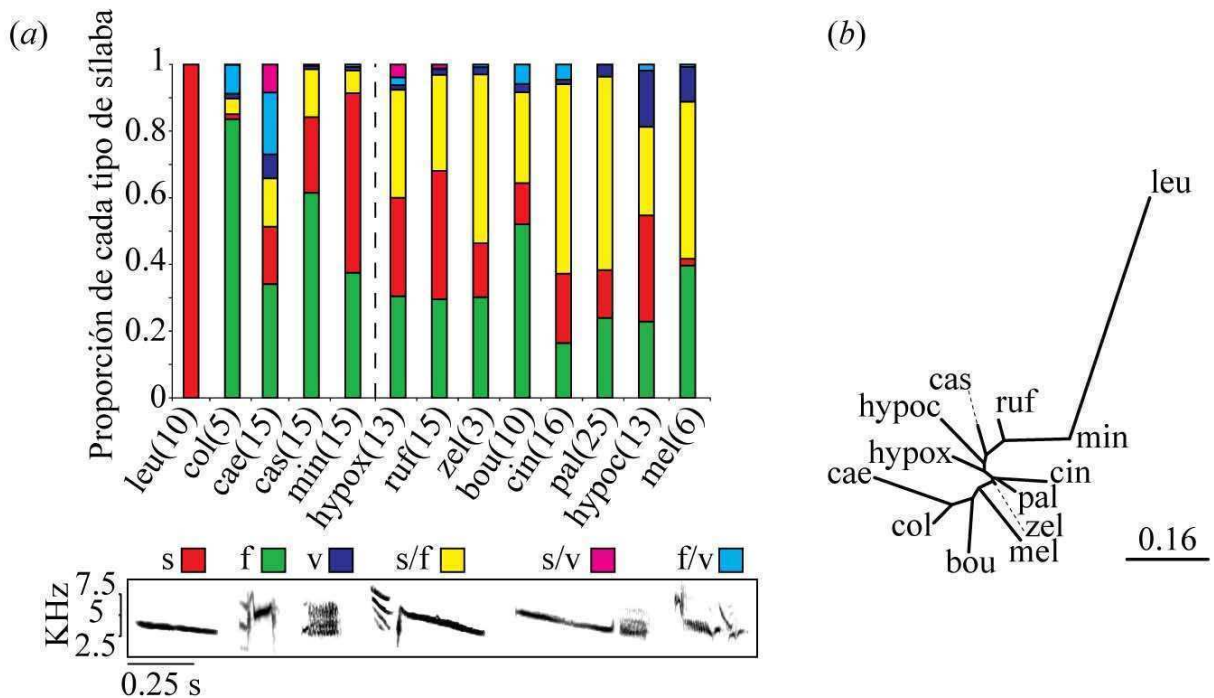 (a)
(b)
Proporción de cada tipo de sílaba
1
0.8
0.6
0.4
0.2
0
leu(10)
col(5)
cae(15)
cas(15)
min(15)
hypox(13)
ruf(15)
zel(3)
bou(10)
cin(16)
pal(25)
hypoc(13)
mel(6)
s
f
v
s/f
s/v
f/v
KHz
7.5
5
2.5
0.25 s
leu
cas
ruf
hypoc
min
hypox
cin
cae
pal
col
zel
mel
bou
0.16